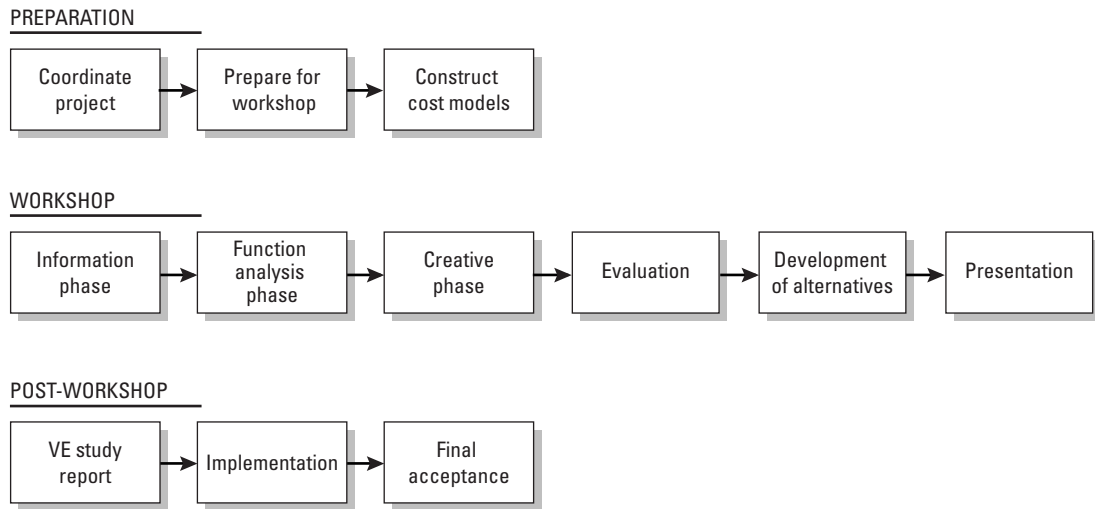 PREPARATION
Coordinate
project
Prepare for
workshop
Construct
cost models
WORKSHOP
Information
phase
Function
analysis
phase
Creative
phase
Evaluation
Development
of alternatives
Presentation
POST-WORKSHOP
VE study
report
Implementation
Final
acceptance